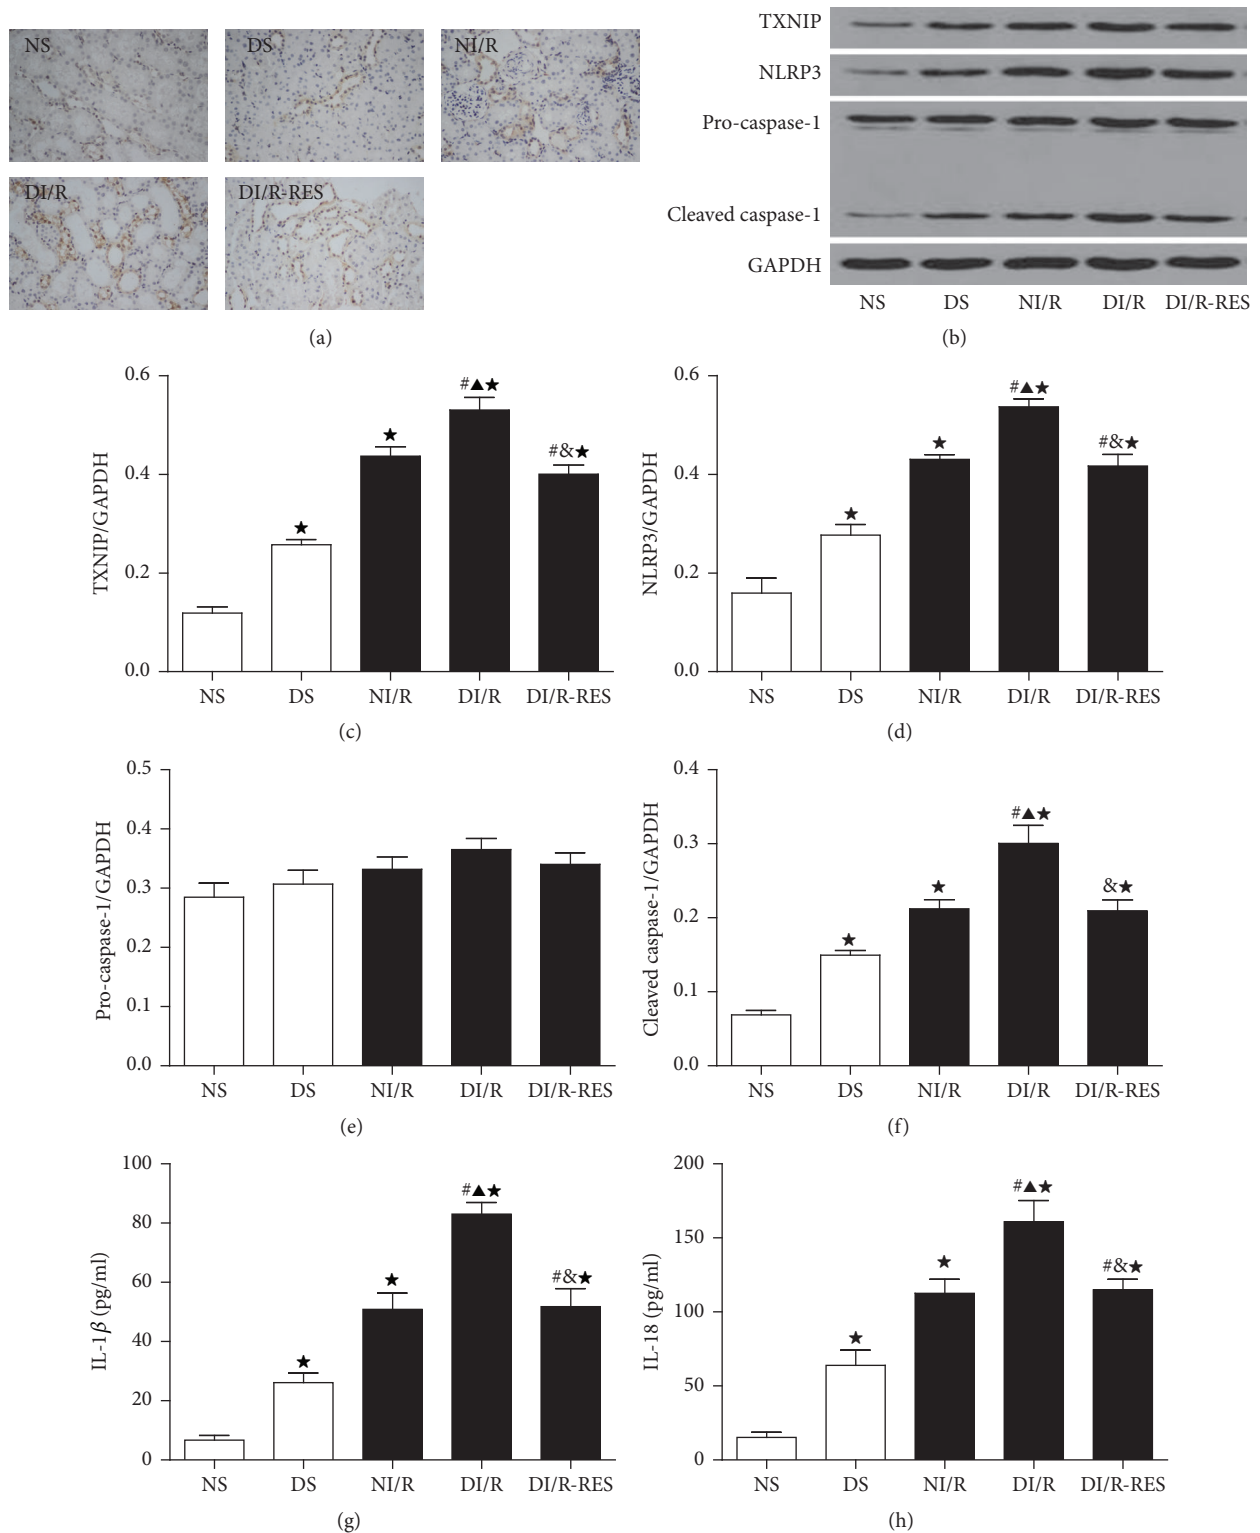 NS
DS
NI/R
DI/R
DI/R-RES
(a)
TXNIP
NLRP3
Pro-caspase-1
Cleaved caspase-1
GAPDH
NS DS NI/R DI/R DI/R-RES
(b)
TXNIP/GAPDH
0.6
0.4
0.2
0.0
★
★
#▲★
#&★
NS DS NI/R DI/R DI/R-RES
(c)
NLRP3/GAPDH
0.6
0.4
0.2
0.0
★
★
#▲★
#&★
NS DS NI/R DI/R DI/R-RES
(d)
Pro-caspase-1/GAPDH
0.5
0.4
0.3
0.2
0.1
0.0
NS DS NI/R DI/R DI/R-RES
(e)
Cleaved caspase-1/GAPDH
0.4
0.3
0.2
0.1
0.0
★
★
#▲★
&★
NS DS NI/R DI/R DI/R-RES
(f)
IL-1β (pg/ml)
100
80
60
40
20
0
★
★
#▲★
#&★
NS DS NI/R DI/R DI/R-RES
(g)
IL-18 (pg/ml)
200
150
100
50
0
★
★
#▲★
#&★
NS DS NI/R DI/R DI/R-RES
(h)